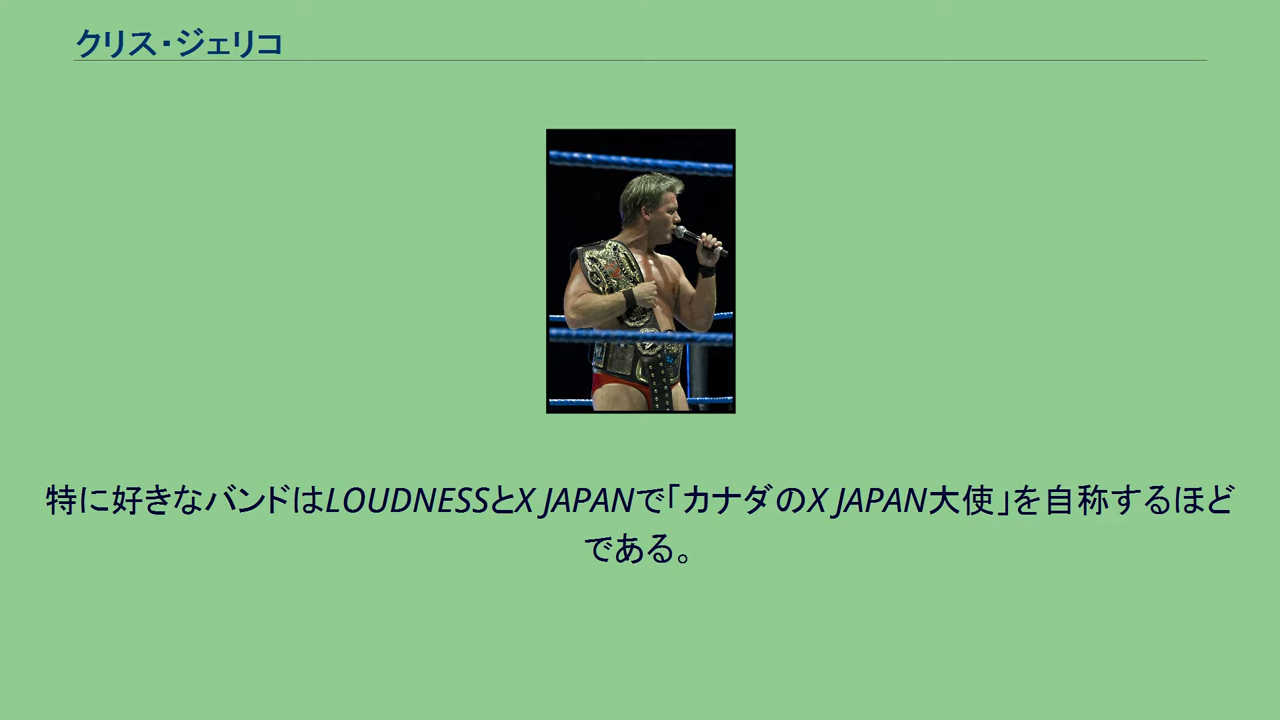 クリス・ジェリコ
特に好きなバンドはLOUDNESSとX JAPANで「カナダのX JAPAN大使」を自称するほど
である。